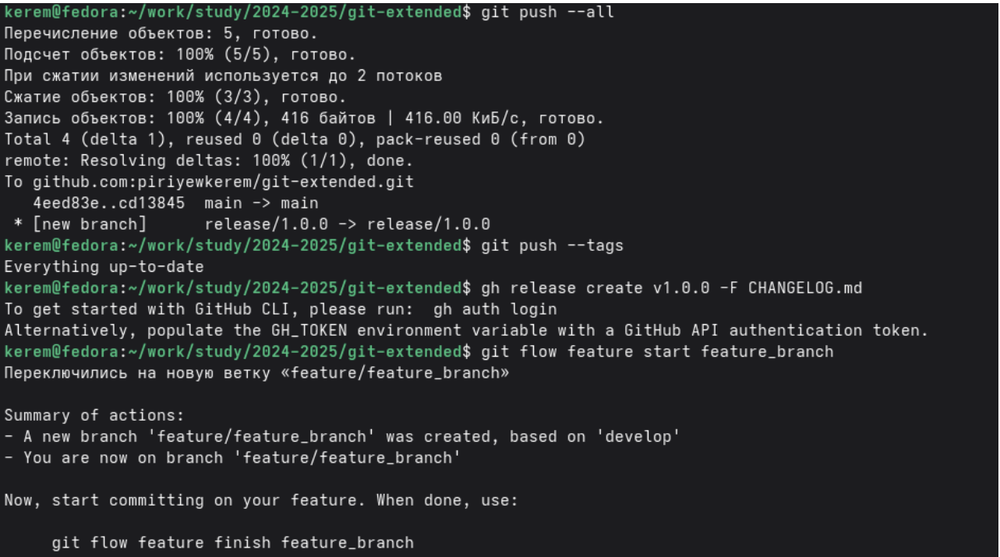 kerem@fedora:~/work/study/2024-2025/git-extended$ git push --all
Перечисление объектов: 5, готово.
Подсчет объектов: 100% (5/5), готово.
При сжатии изменений используется до 2 потоков
Сжатие объектов: 100% (3/3), готово.
Запись объектов: 100% (4/4), 416 байтов | 416.00 КиБ/с, готово.
Total 4 (delta 1), reused 0 (delta 0), pack-reused 0 (from 0)
remote: Resolving deltas: 100% (1/1), done.
To github.com:piriyewkerem/git-extended.git
   4eed83e..cd13845  main -> main
 * [new branch]      release/1.0.0 -> release/1.0.0
kerem@fedora:~/work/study/2024-2025/git-extended$ git push --tags
Everything up-to-date
kerem@fedora:~/work/study/2024-2025/git-extended$ gh release create v1.0.0 -F CHANGELOG.md
To get started with GitHub CLI, please run:  gh auth login
Alternatively, populate the GH_TOKEN environment variable with a GitHub API authentication token.
kerem@fedora:~/work/study/2024-2025/git-extended$ git flow feature start feature_branch
Переключились на новую ветку «feature/feature_branch»

Summary of actions:
- A new branch 'feature/feature_branch' was created, based on 'develop'
- You are now on branch 'feature/feature_branch'

Now, start committing on your feature. When done, use:

     git flow feature finish feature_branch